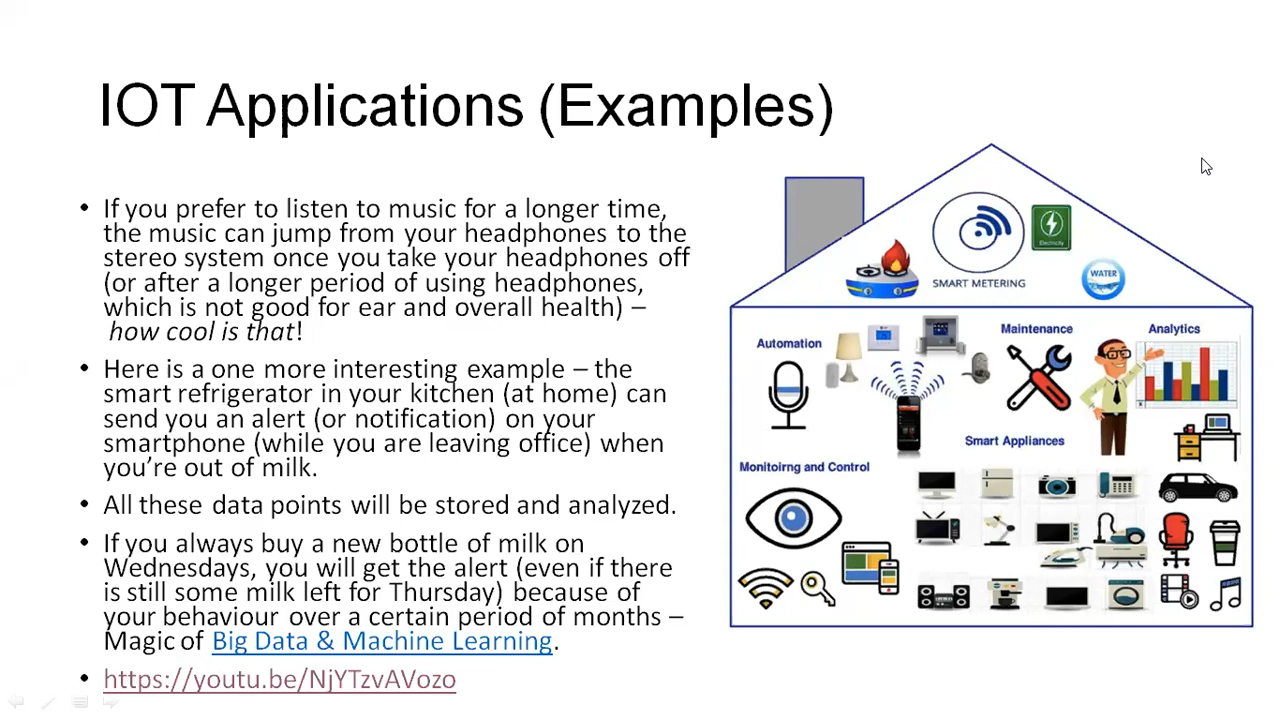 IOT Applications (Examples)
• If you prefer to listen to music for a longer time,
the music can jump from your headphones to the
stereo system once you take your headphones off
(or after a longer period of using headphones,
which is not good for ear and overall health) –
how cool is that!
• Here is a one more interesting example – the
smart refrigerator in your kitchen (at home) can
send you an alert (or notification) on your
smartphone (while you are leaving office) when
you’re out of milk.
• All these data points will be stored and analyzed.
• If you always buy a new bottle of milk on
Wednesdays, you will get the alert (even if there
is still some milk left for Thursday) because of
your behaviour over a certain period of months –
Magic of Big Data & Machine Learning.
• https://youtu.be/NjYTzvAVozo
Electricity
WATER
SMART METERING
Automation
Maintenance
Analytics
Smart Appliances
Monitoirng and Control